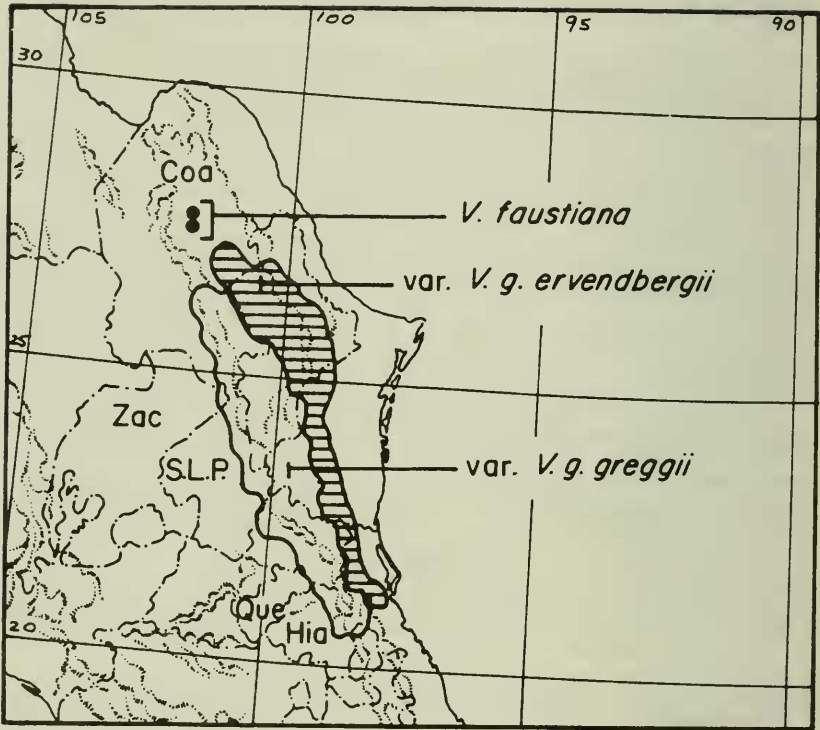 105
100
95
90
30
Coa
V. faustiana
var. V. g. ervendbergii
25
Zac
S.L.P.
var. V. g. greggii
Que
Hia
20